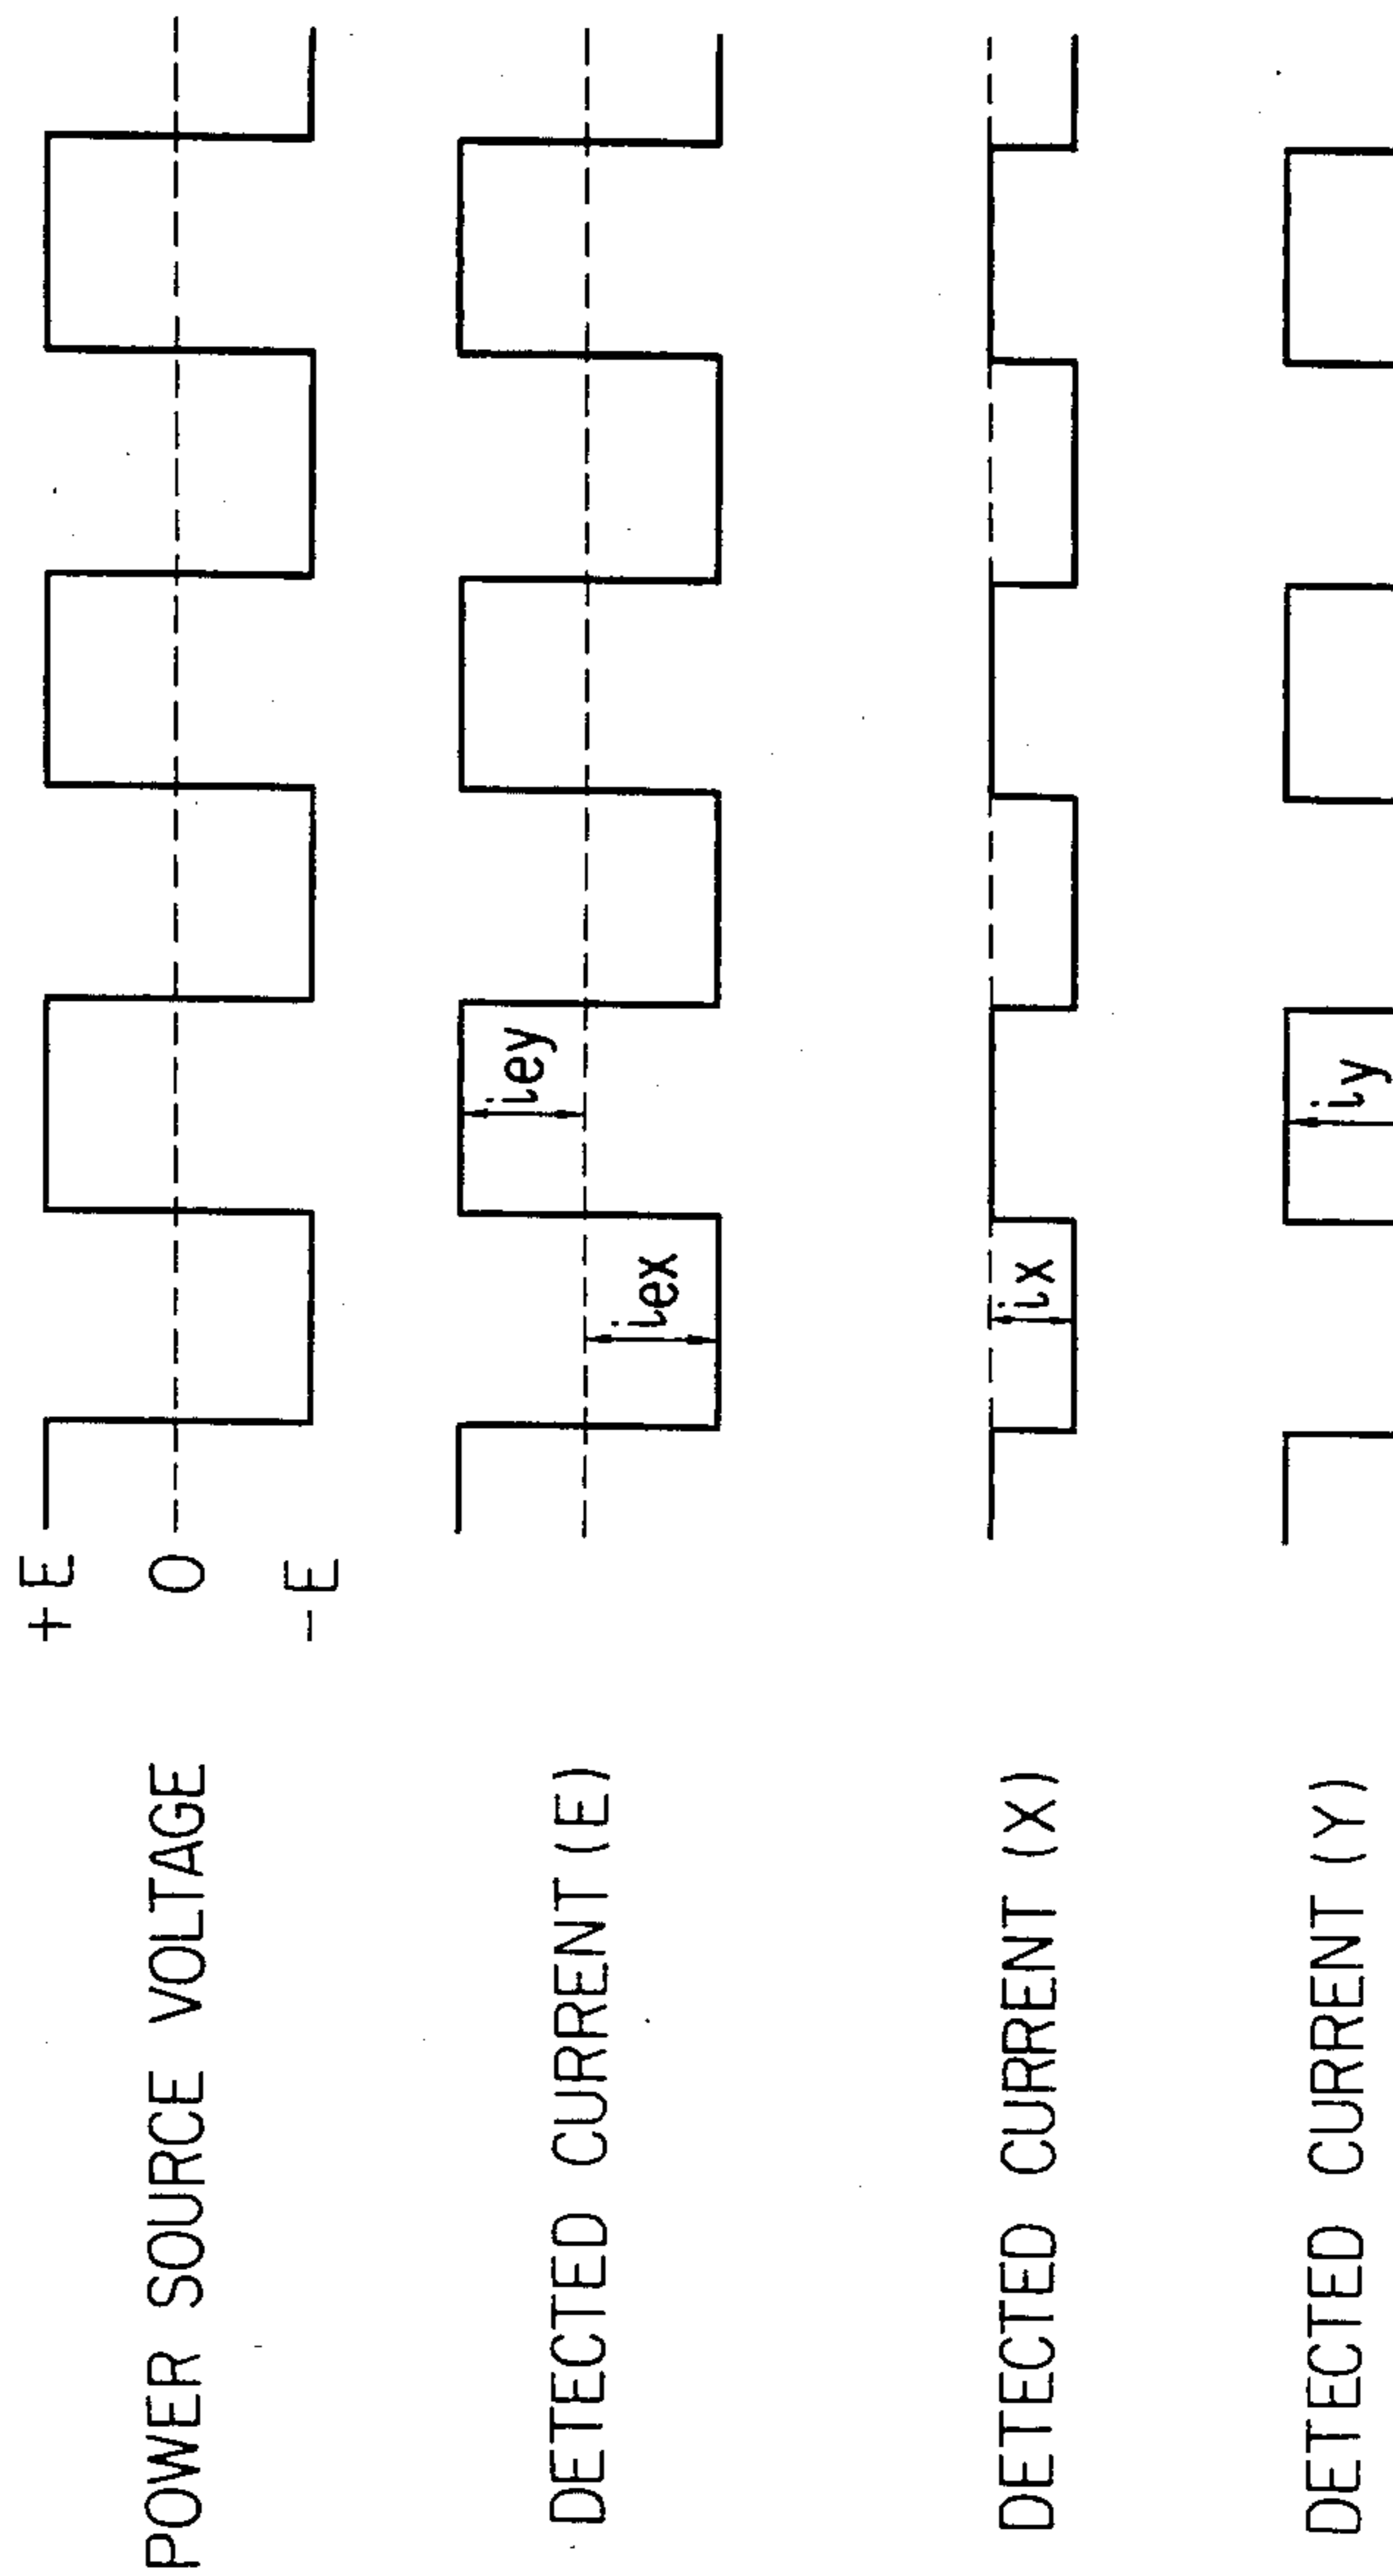 +E
POWER SOURCE VOLTAGE 0
-E
iey
DETECTED CURRENT (E)
iex
DETECTED CURRENT (X)
ix
DETECTED CURRENT (Y)
iy